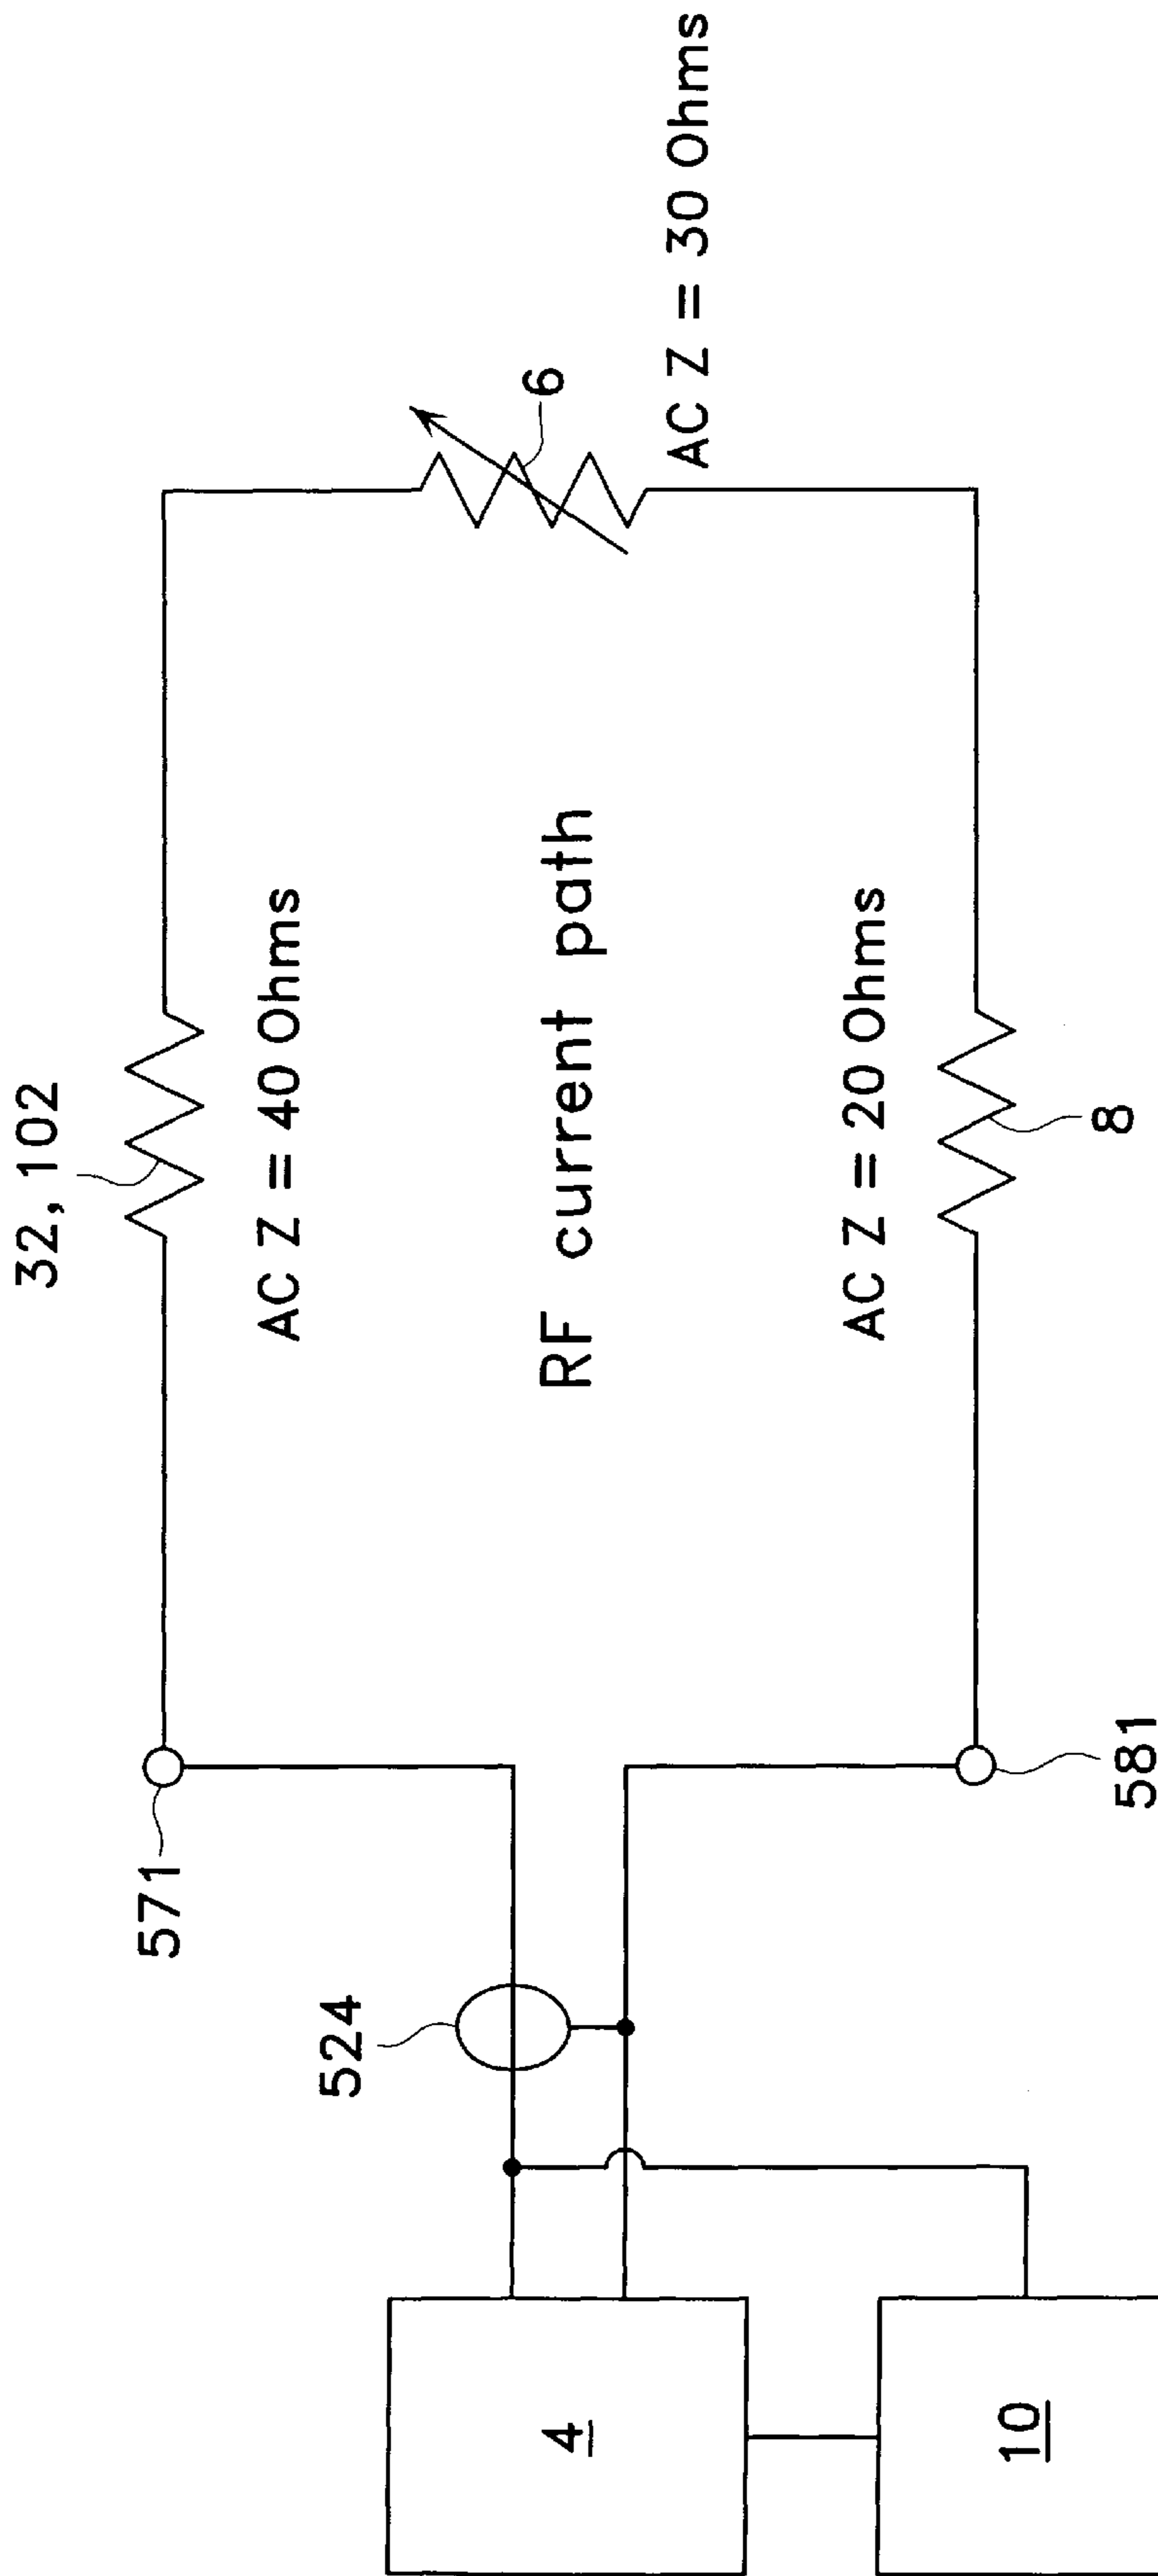 32, 102
AC Z = 40 Ohms
571
524
RF current path
6
AC Z = 30 Ohms
AC Z = 20 Ohms
8
581
4
10